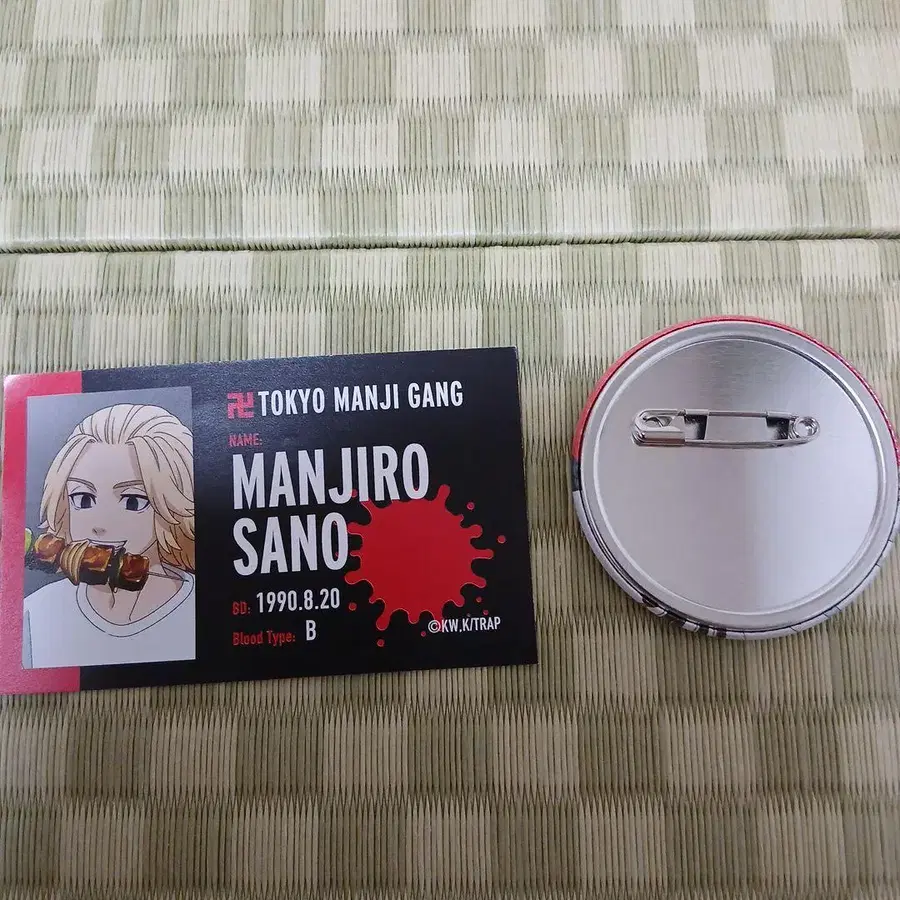 卍 TOKYO MANJI GANG
NAME:
MANJIRO
SANO
BD: 1990.8.20
Blood Type: B
©KW.K/TRAP